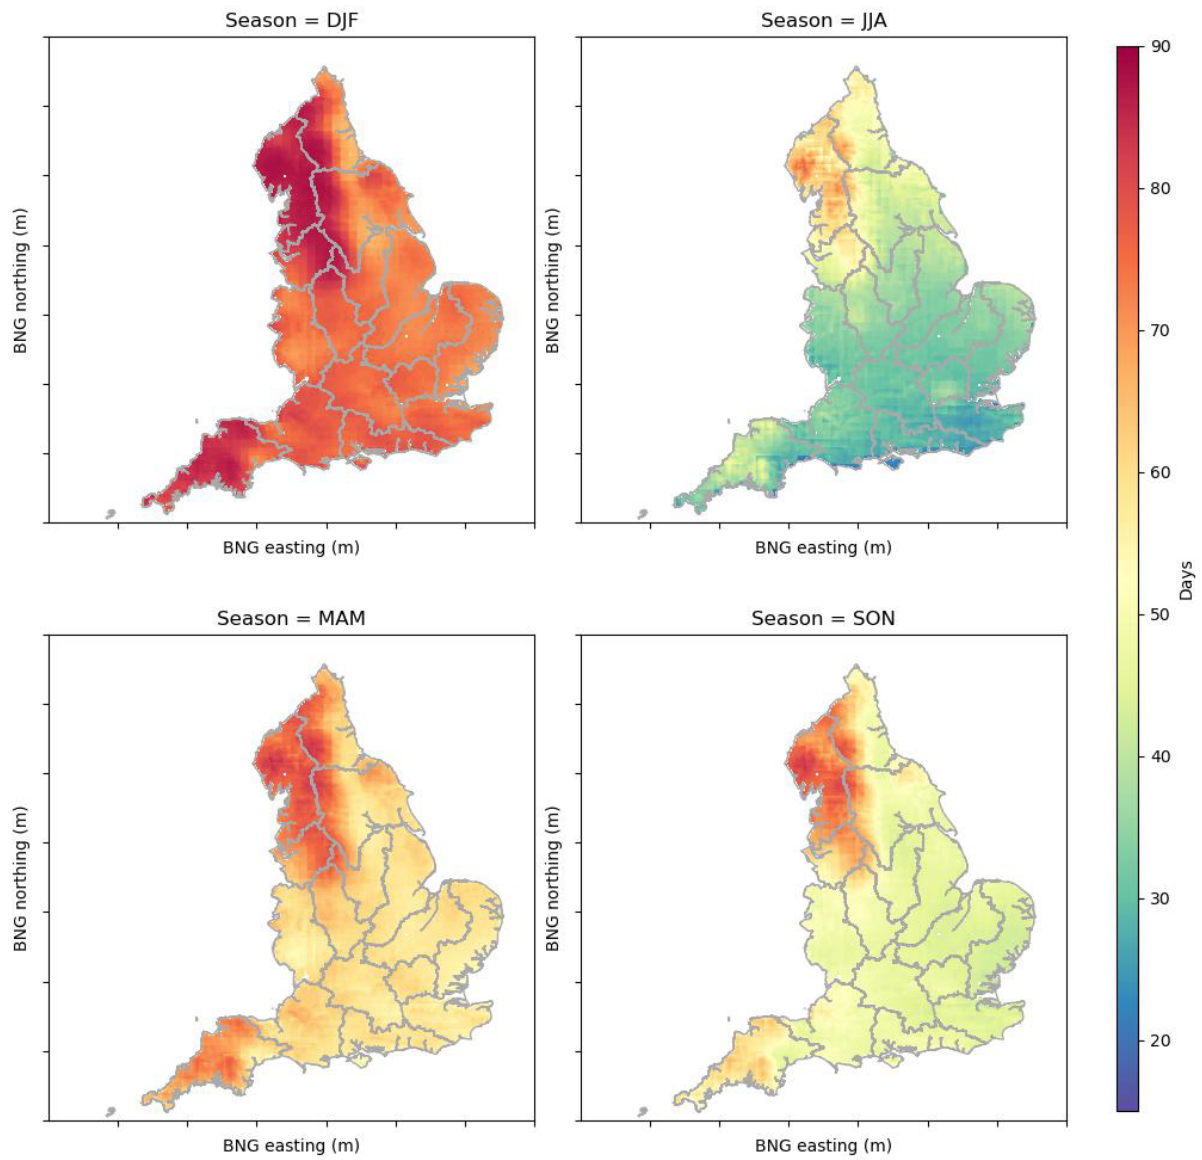 Season = DJF
Season = JJA
BNG northing (m)
BNG northing (m)
BNG easting (m)
BNG easting (m)
Season = MAM
Season = SON
BNG northing (m)
BNG northing (m)
BNG easting (m)
BNG easting (m)
90
80
70
60
50
40
30
20
Days